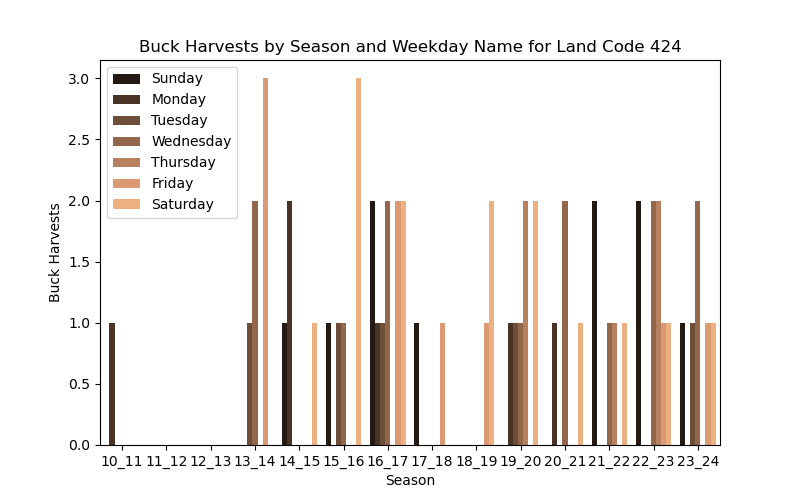 Buck Harvests by Season and Weekday Name for Land Code 424
Buck Harvests
3.0
2.5
2.0
1.5
1.0
0.5
0.0
Sunday
Monday
Tuesday
Wednesday
Thursday
Friday
Saturday
10_11 11_12 12_13 13_14 14_15 15_16 16_17 17_18 18_19 19_20 20_21 21_22 22_23 23_24
Season